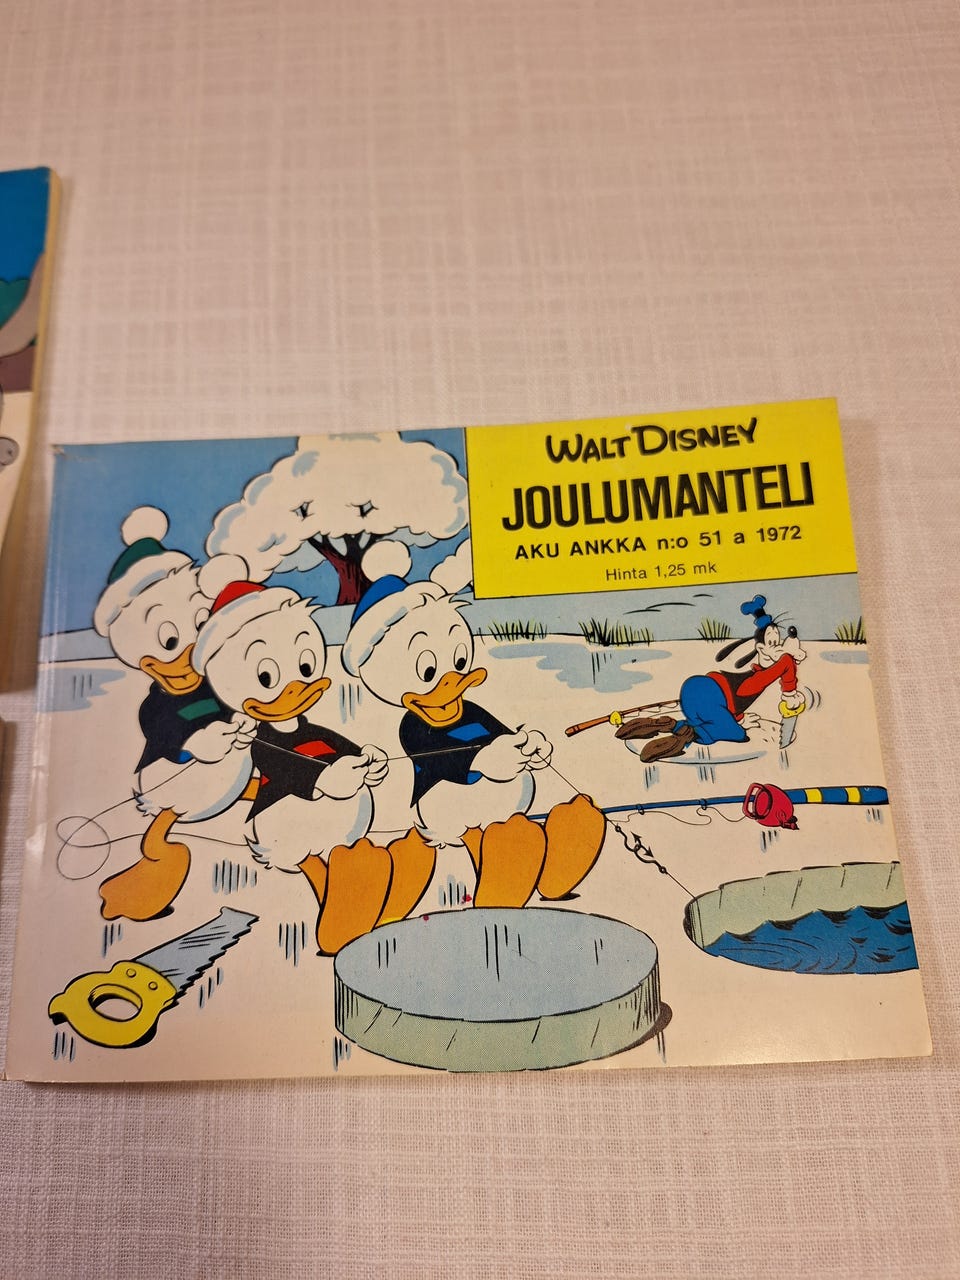 WALT DISNEY
JOULUMANTELI
AKU ANKKA n:o 51 a 1972
Hinta 1,25 mk